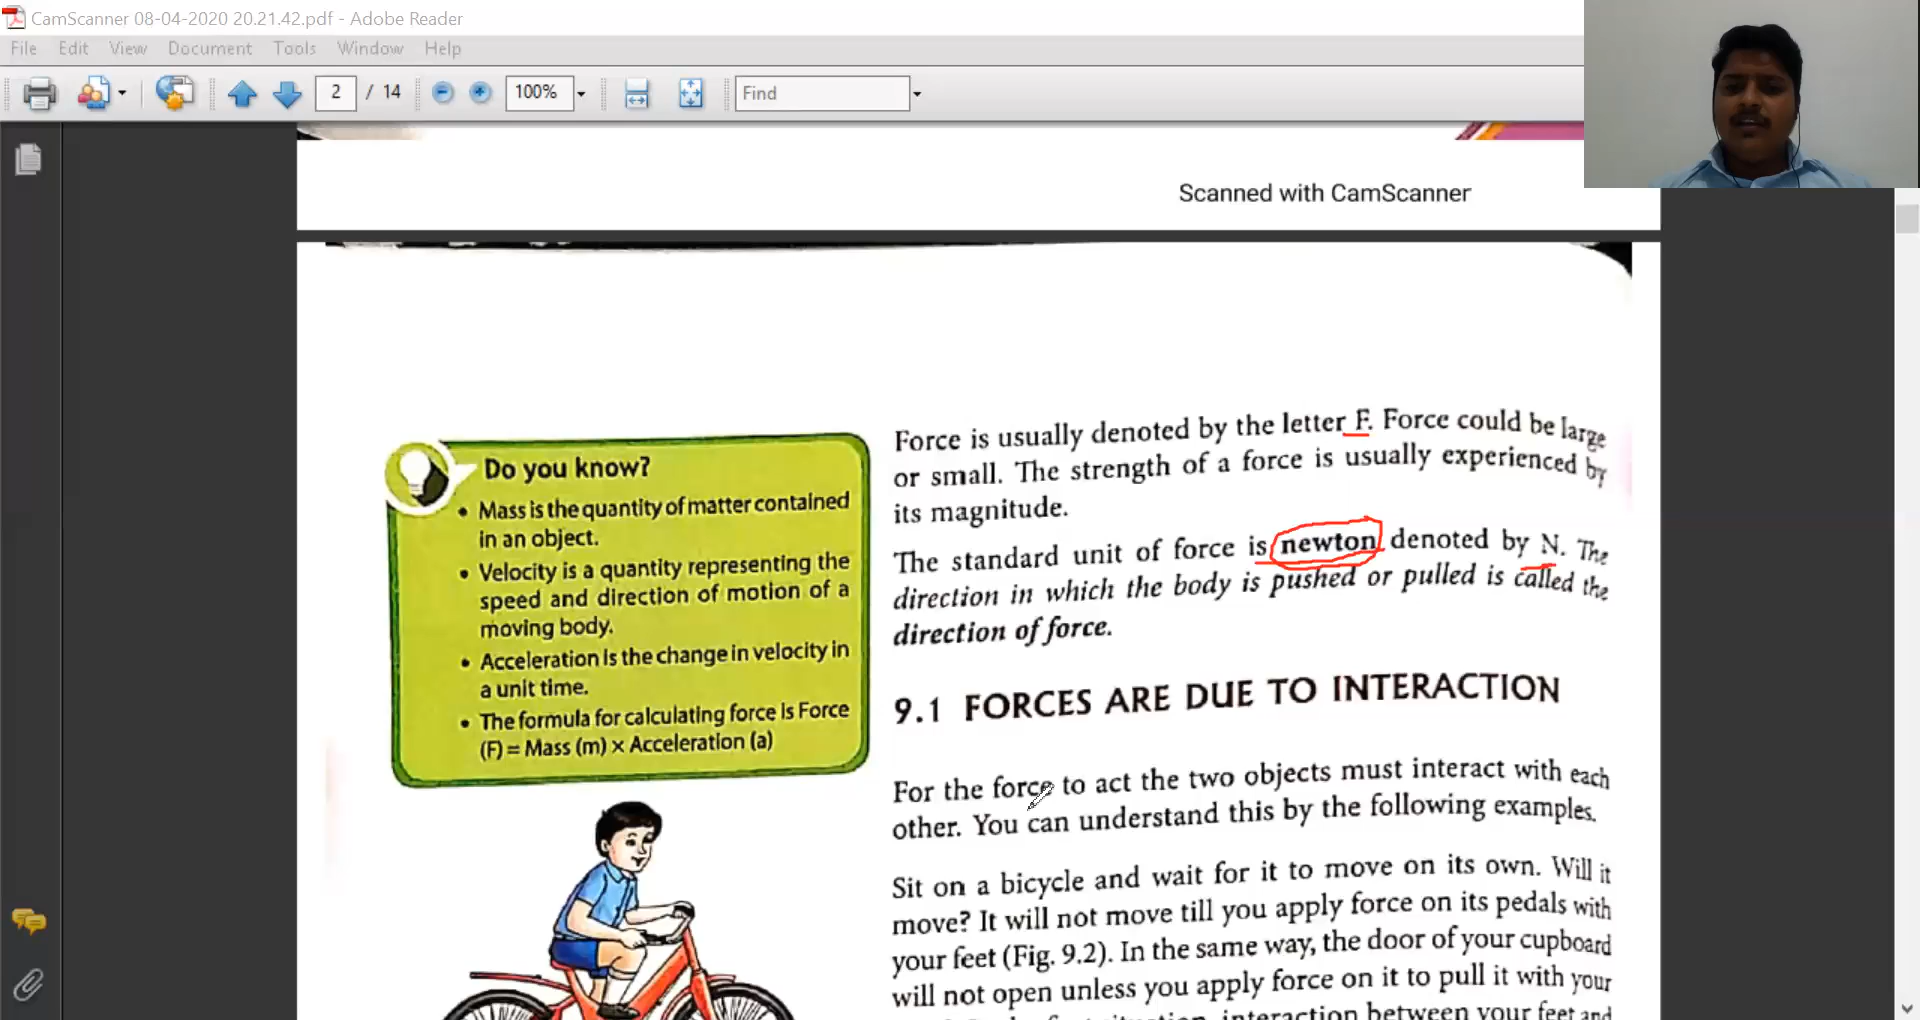 CamScanner 08-04-2020 20.21.42.pdf - Adobe Reader
File Edit View Document Tools Window Help
2 / 14 100% Find
Scanned with CamScanner
Do you know?
• Mass is the quantity of matter contained
in an object.
• Velocity is a quantity representing the
speed and direction of motion of a
moving body.
• Acceleration is the change in velocity in
a unit time.
• The formula for calculating force is Force
(F) = Mass (m) × Acceleration (a)
Force is usually denoted by the letter F. Force could be large
or small. The strength of a force is usually experienced by
its magnitude.
The standard unit of force is newton denoted by N. The
direction in which the body is pushed or pulled is called the
direction of force.
9.1 FORCES ARE DUE TO INTERACTION
For the force to act the two objects must interact with each
other. You can understand this by the following examples.
Sit on a bicycle and wait for it to move on its own. Will it
move? It will not move till you apply force on its pedals with
your feet (Fig. 9.2). In the same way, the door of your cupboard
will not open unless you apply force on it to pull it with your
interaction between your feet and